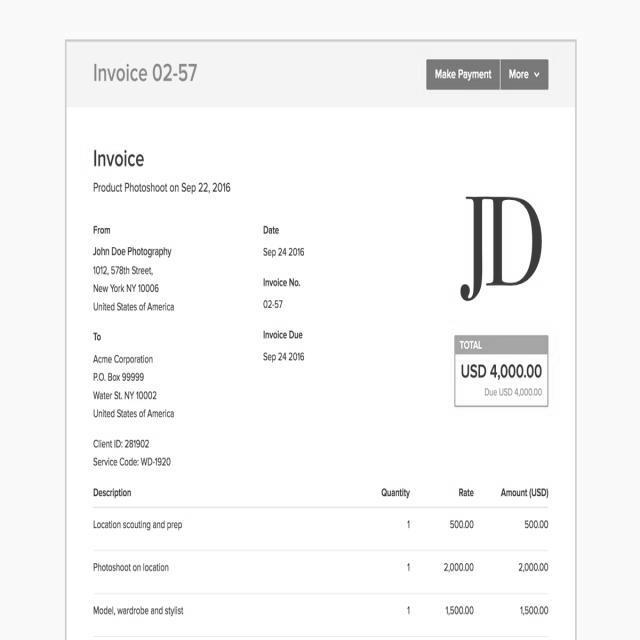 Invoice 02-57
Make Payment
More
Invoice
Product Photoshoot on Sep 22, 2016
JD
From
John Doe Photography
1012, 578th Street,
New York NY 10006
United States of America
Date
Sep 24 2016
Invoice No.
02-57
Invoice Due
Sep 24 2016
To
Acme Corporation
P.O. Box 99999
Water St. NY 10002
United States of America
Client ID: 281902
Service Code: WD-1920
TOTAL
USD 4,000.00
Due USD 4,000.00
Description Quantity Rate Amount (USD)
Location scouting and prep 1 500.00 500.00
Photoshoot on location 1 2,000.00 2,000.00
Model, wardrobe and stylist 1 1,500.00 1,500.00